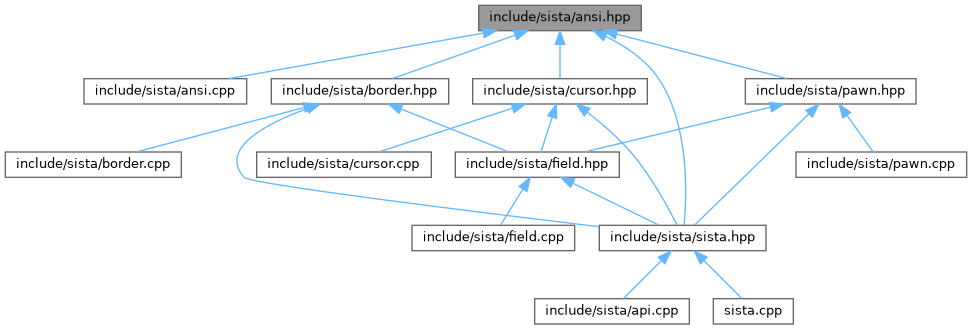 include/sista/ansi.hpp
include/sista/ansi.cpp
include/sista/border.hpp
include/sista/cursor.hpp
include/sista/pawn.hpp
include/sista/border.cpp
include/sista/cursor.cpp
include/sista/field.hpp
include/sista/pawn.cpp
include/sista/field.cpp
include/sista/sista.hpp
include/sista/api.cpp
sista.cpp